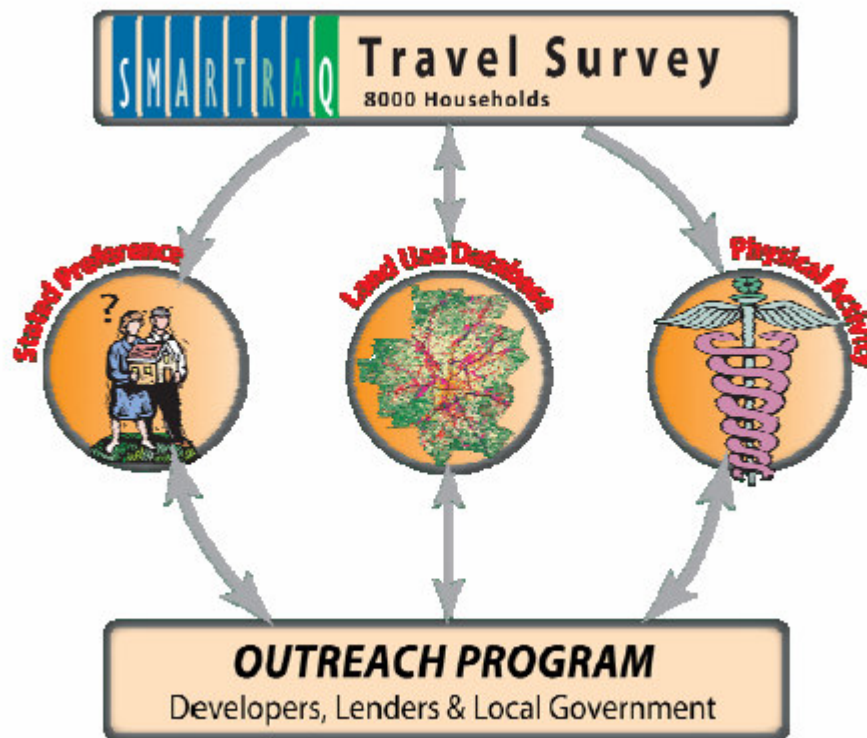 SMARTRAQ Travel Survey
8000 Households
Stated Preference
Land Use Database
Physical Activity
?
OUTREACH PROGRAM
Developers, Lenders & Local Government